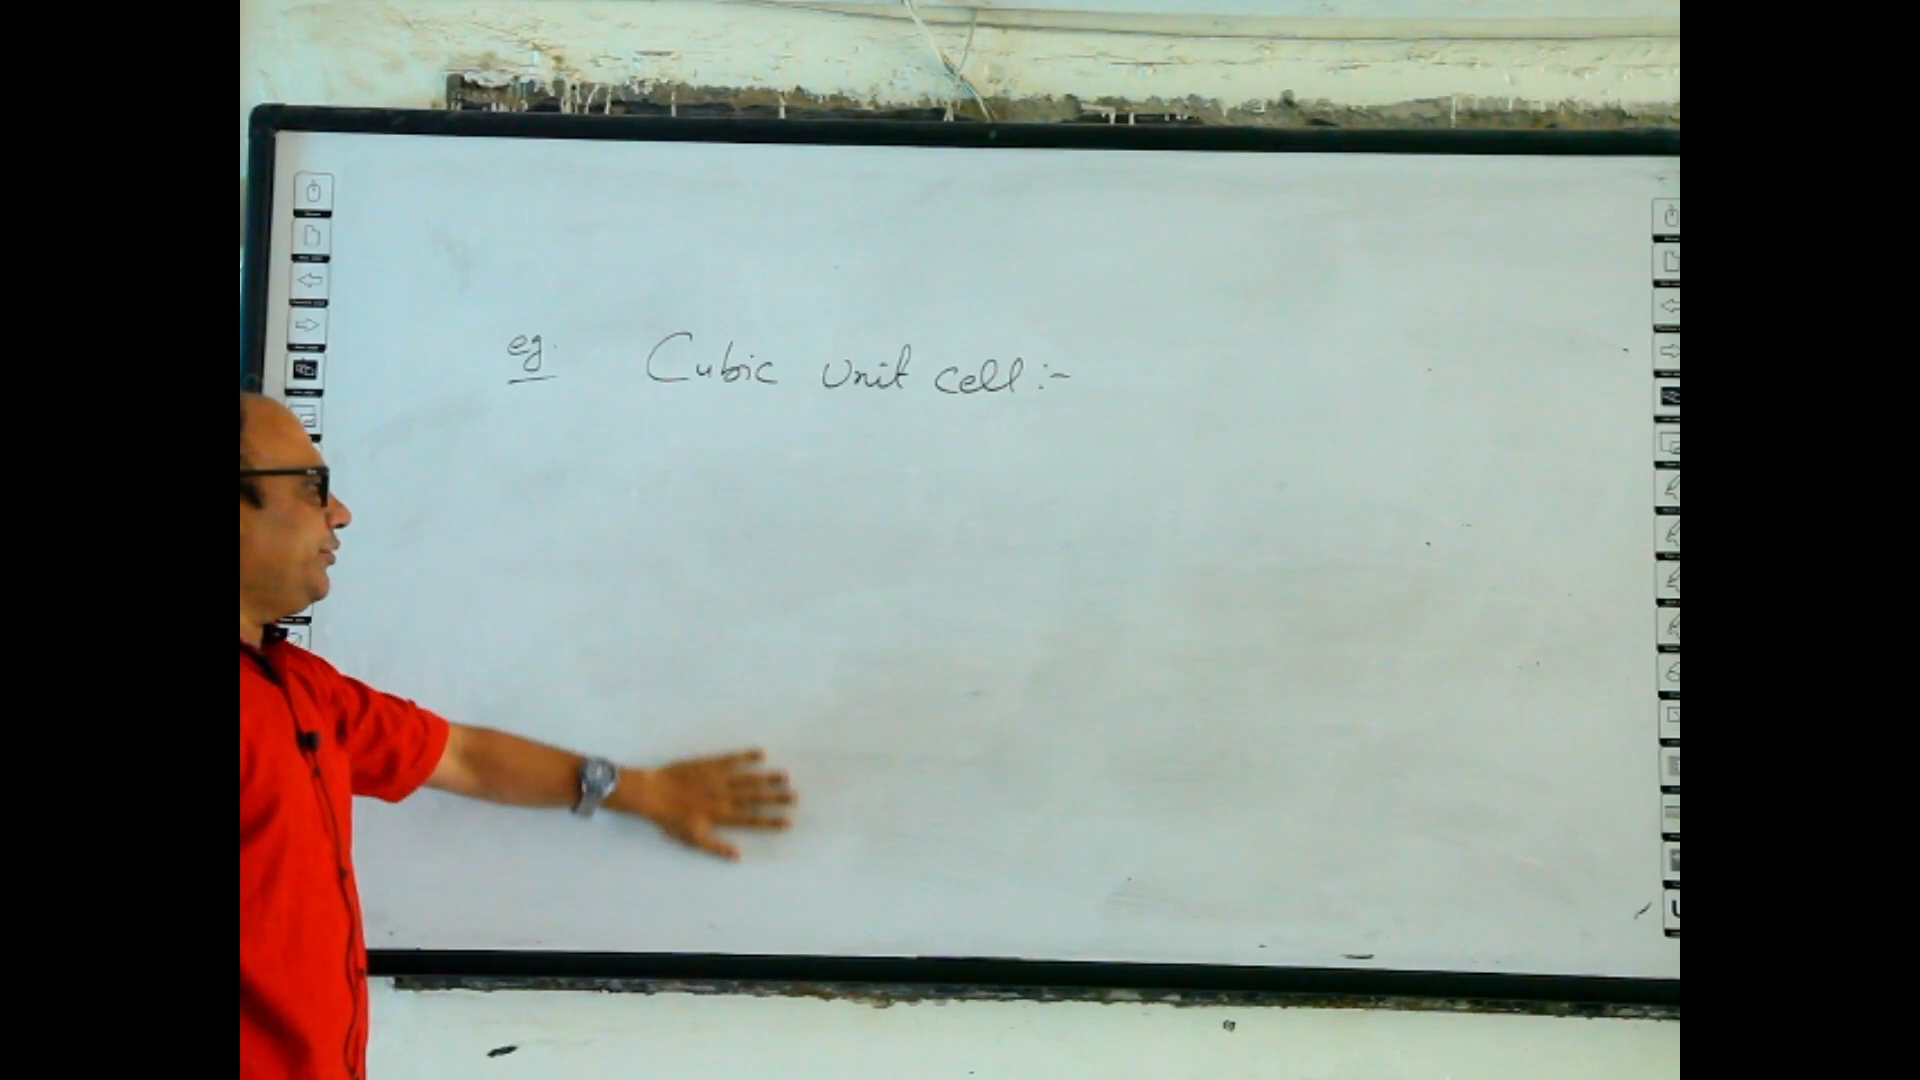 eg. Cubic Unit cell :-